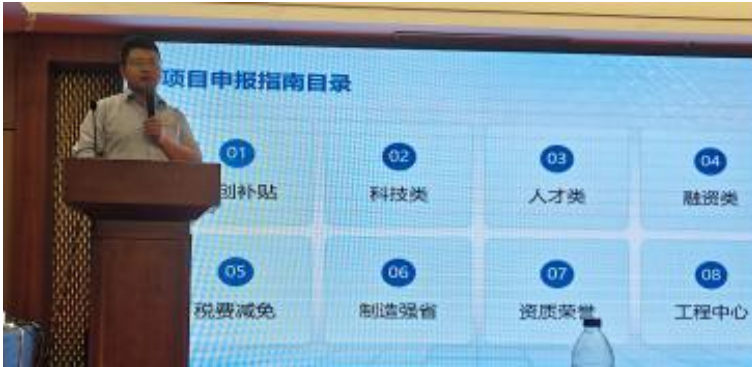 项目申报指南目录
01
02
03
04
创补贴
科技类
人才类
融资类
05
06
07
08
税费减免
制造强省
资质荣誉
工程中心